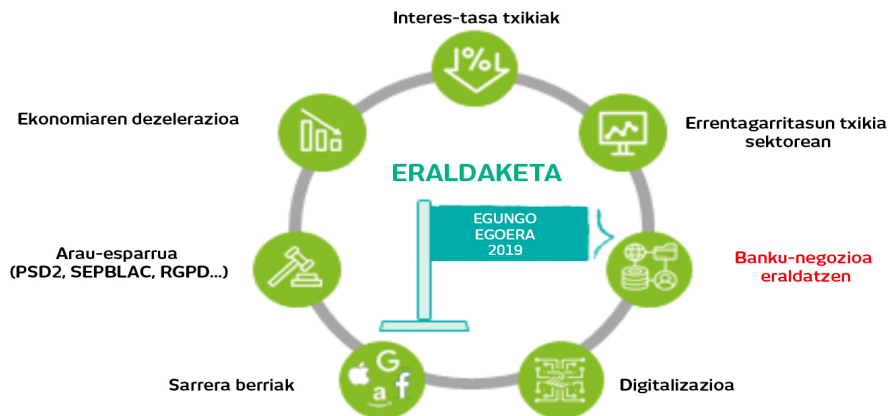 Interes-tasa txikiak
Ekonomiaren dezelerazioa
Errentagarritasun txikia
sektorean
ERALDAKETA
EGUNGO
EGOERA
2019
Arau-esparrua
(PSD2, SEPBLAC, RGPD...)
Banku-negozioa
eraldatzen
Sarrera berriak
Digitalizazioa